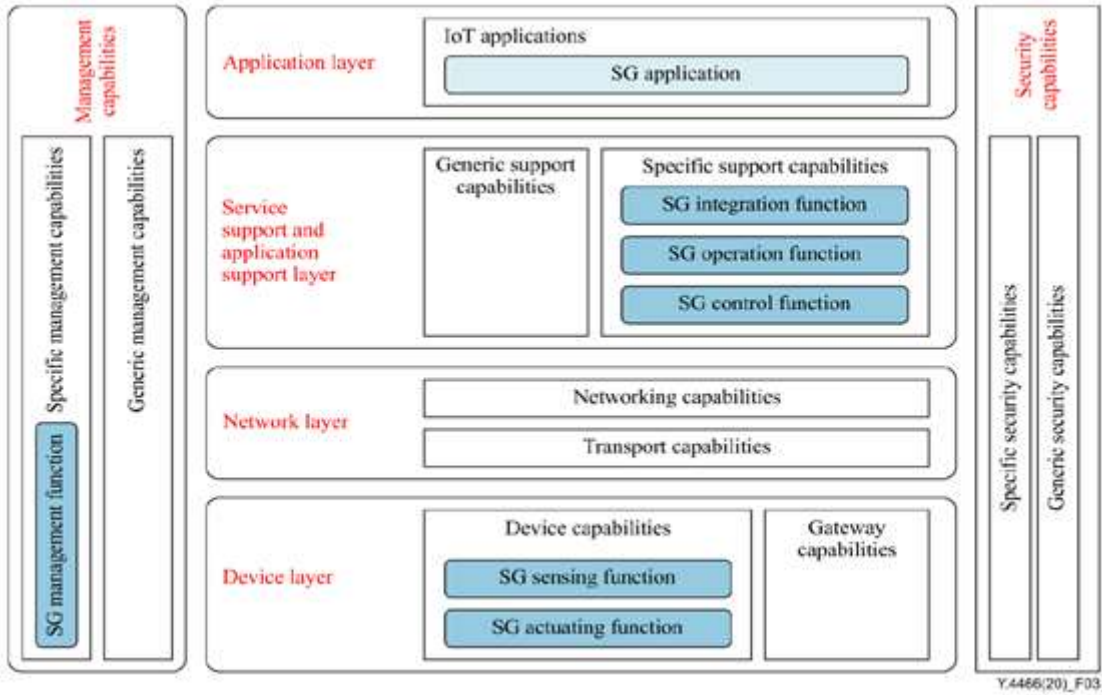 Management
capabilities
Specific management capabilities
SG management function
Generic management capabilities
Application layer
IoT applications
SG application
Service
support and
application
support layer
Generic support
capabilities
Specific support capabilities
SG integration function
SG operation function
SG control function
Network layer
Networking capabilities
Transport capabilities
Device layer
Device capabilities
SG sensing function
SG actuating function
Gateway
capabilities
Security
capabilities
Specific security capabilities
Generic security capabilities
Y.4466(20)_F03